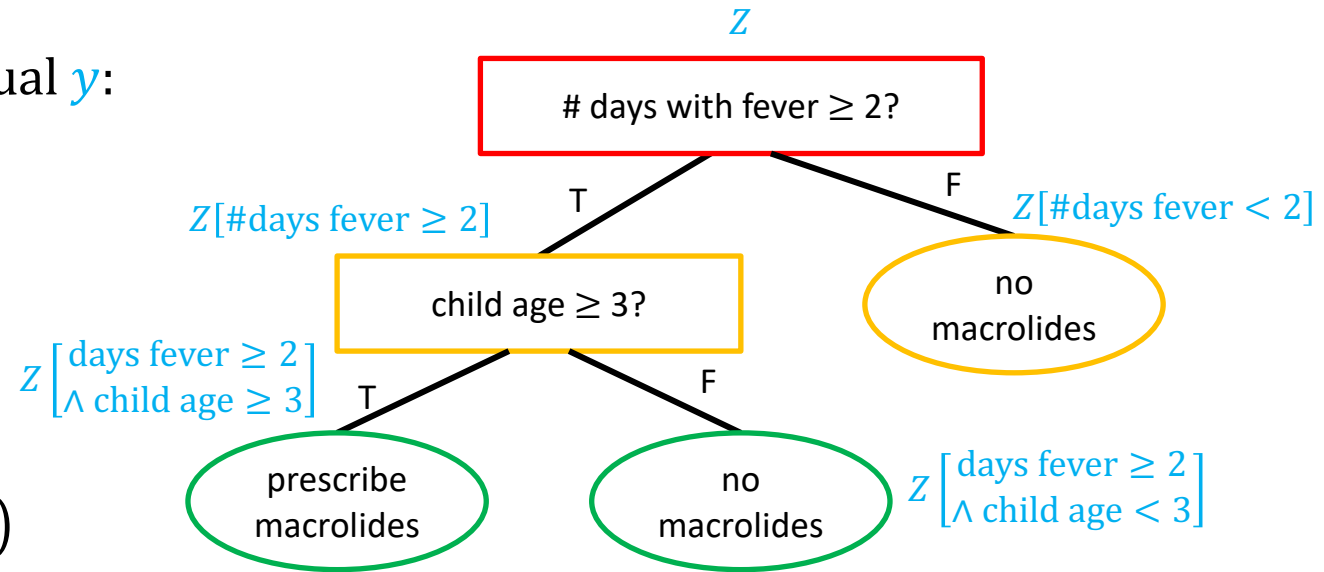 Z
ual y:
# days with fever ≥ 2?
T
F
Z[#days fever ≥ 2]
Z[#days fever < 2]
child age ≥ 3?
no
macrolides
Z[days fever ≥ 2
∧ child age ≥ 3]
T
F
prescribe
macrolides
no
macrolides
Z[days fever ≥ 2
∧ child age < 3]
)